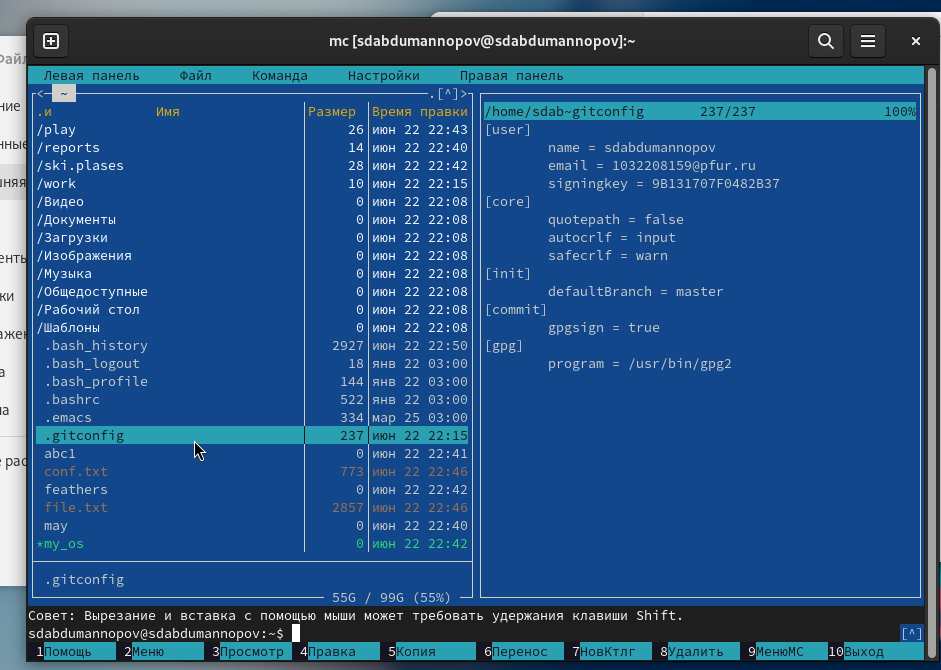 mc [sdabdumannopov@sdabdumannopov]:~
Левая панель Файл Команда Настройки Правая панель
<- ~ .[^]>
.и Имя Размер Время правки
/play 26 июн 22 22:43
/reports 14 июн 22 22:40
/ski.plases 28 июн 22 22:42
/work 10 июн 22 22:15
/Видео 0 июн 22 22:08
/Документы 0 июн 22 22:08
/Загрузки 0 июн 22 22:08
/Изображения 0 июн 22 22:08
/Музыка 0 июн 22 22:08
/Общедоступные 0 июн 22 22:08
/Рабочий стол 0 июн 22 22:08
/Шаблоны 0 июн 22 22:08
.bash_history 2927 июн 22 22:50
.bash_logout 18 янв 22 03:00
.bash_profile 144 янв 22 03:00
.bashrc 522 янв 22 03:00
.emacs 334 мар 25 03:00
.gitconfig 237 июн 22 22:15
abc1 0 июн 22 22:41
conf.txt 773 июн 22 22:46
feathers 0 июн 22 22:42
file.txt 2857 июн 22 22:46
may 0 июн 22 22:40
*my_os 0 июн 22 22:42
.gitconfig
55G / 99G (55%)
/home/sdab~gitconfig 237/237 100%
[user]
name = sdabdumannopov
email = 1032208159@pfur.ru
signingkey = 9B131707F0482B37
[core]
quotepath = false
autocrlf = input
safecrlf = warn
[init]
defaultBranch = master
[commit]
gpgsign = true
[gpg]
program = /usr/bin/gpg2
Совет: Вырезание и вставка с помощью мыши может требовать удержания клавиши Shift.
sdabdumannopov@sdabdumannopov:~$ [^]
1Помощь 2Меню 3Просмотр 4Правка 5Копия 6Перенос 7НовКтлг 8Удалить 9МенюМС 10Выход